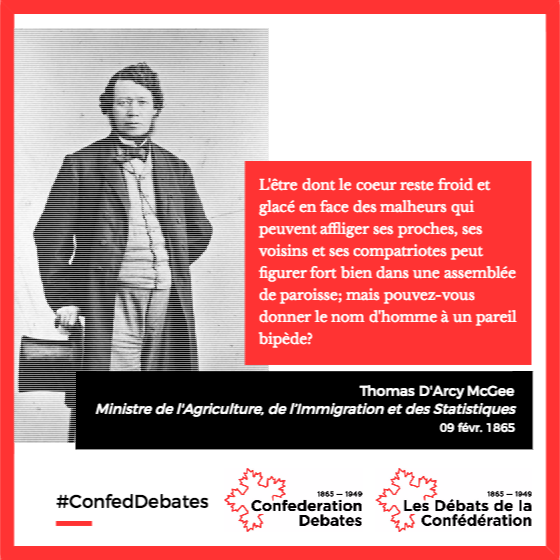 L'être dont le coeur reste froid et
glacé en face des malheurs qui
peuvent affliger ses proches, ses
voisins et ses compatriotes peut
figurer fort bien dans une assemblée
de paroisse; mais pouvez-vous
donner le nom d'homme à un pareil
bipède?
Thomas D'Arcy McGee
Ministre de l'Agriculture, de l'Immigration et des Statistiques
09 févr. 1865
#ConfedDebates
1865 — 1949
Confederation
Debates
1865 — 1949
Les Débats de la
Confédération